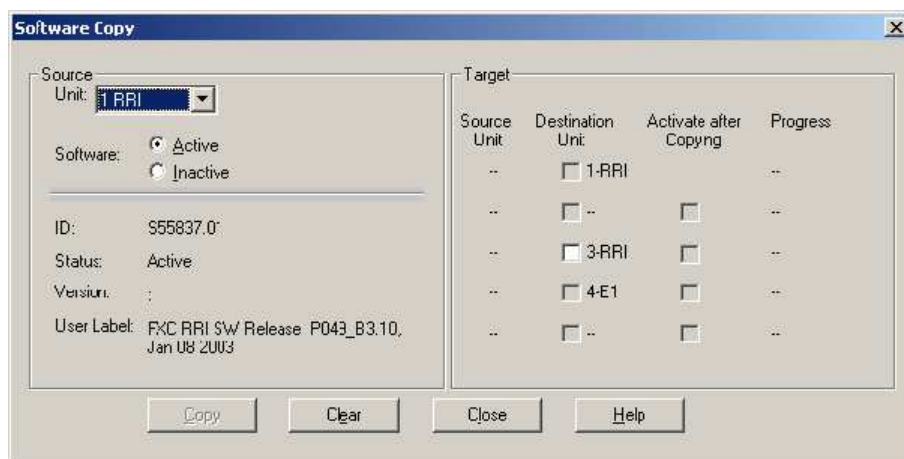 Software Copy
Source
Unit: 1 RRI
Software: Active
Inactive
ID: S55837.01
Status: Active
Version: :
User Label: FXC RRI SW Release P043_B3.10,
Jan 08 2003
Target
Source Unit Destination Unit Activate after Copyng Progress
-- 1-RRI --
-- -- --
-- 3-RRI --
-- 4-E1 --
-- -- --
Copy Clear Close Help